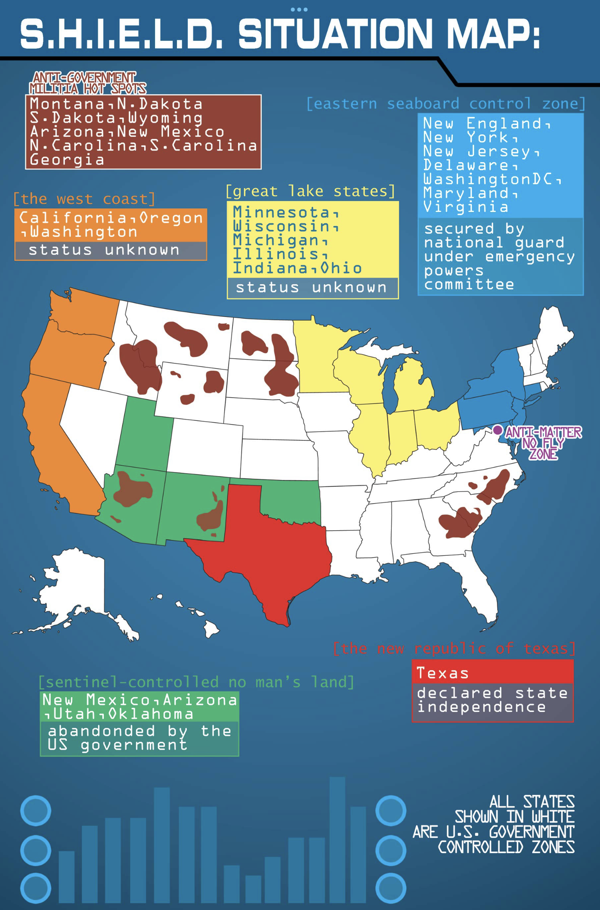 S.H.I.E.L.D. SITUATION MAP:
ANTI-GOVERNMENT
MILITIA HOT SPOTS
Montana,N.Dakota
S.Dakota,Wyoming
Arizona,New Mexico
N.Carolina,S.Carolina
Georgia
[eastern seaboard control zone]
New England,
New York,
New Jersey,
Delaware,
WashingtonDC,
Maryland,
Virginia
secured by
national guard
under emergency
powers
committee
[the west coast]
California,Oregon
,Washington
status unknown
[great lake states]
Minnesota,
Wisconsin,
Michigan,
Illinois,
Indiana,Ohio
status unknown
ANTI-MATTER
NO FLY
ZONE
[the new republic of texas]
Texas
declared state
independence
[sentinel-controlled no man's land]
New Mexico,Arizona
,Utah,Oklahoma
abandonded by the
US government
ALL STATES
SHOWN IN WHITE
ARE U.S. GOVERNMENT
CONTROLLED ZONES